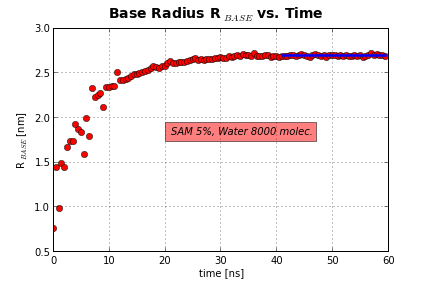 Base Radius R BASE vs. Time
3.0
2.5
2.0
1.5
1.0
0.5
R BASE [nm]
SAM 5%, Water 8000 molec.
0 10 20 30 40 50 60
time [ns]